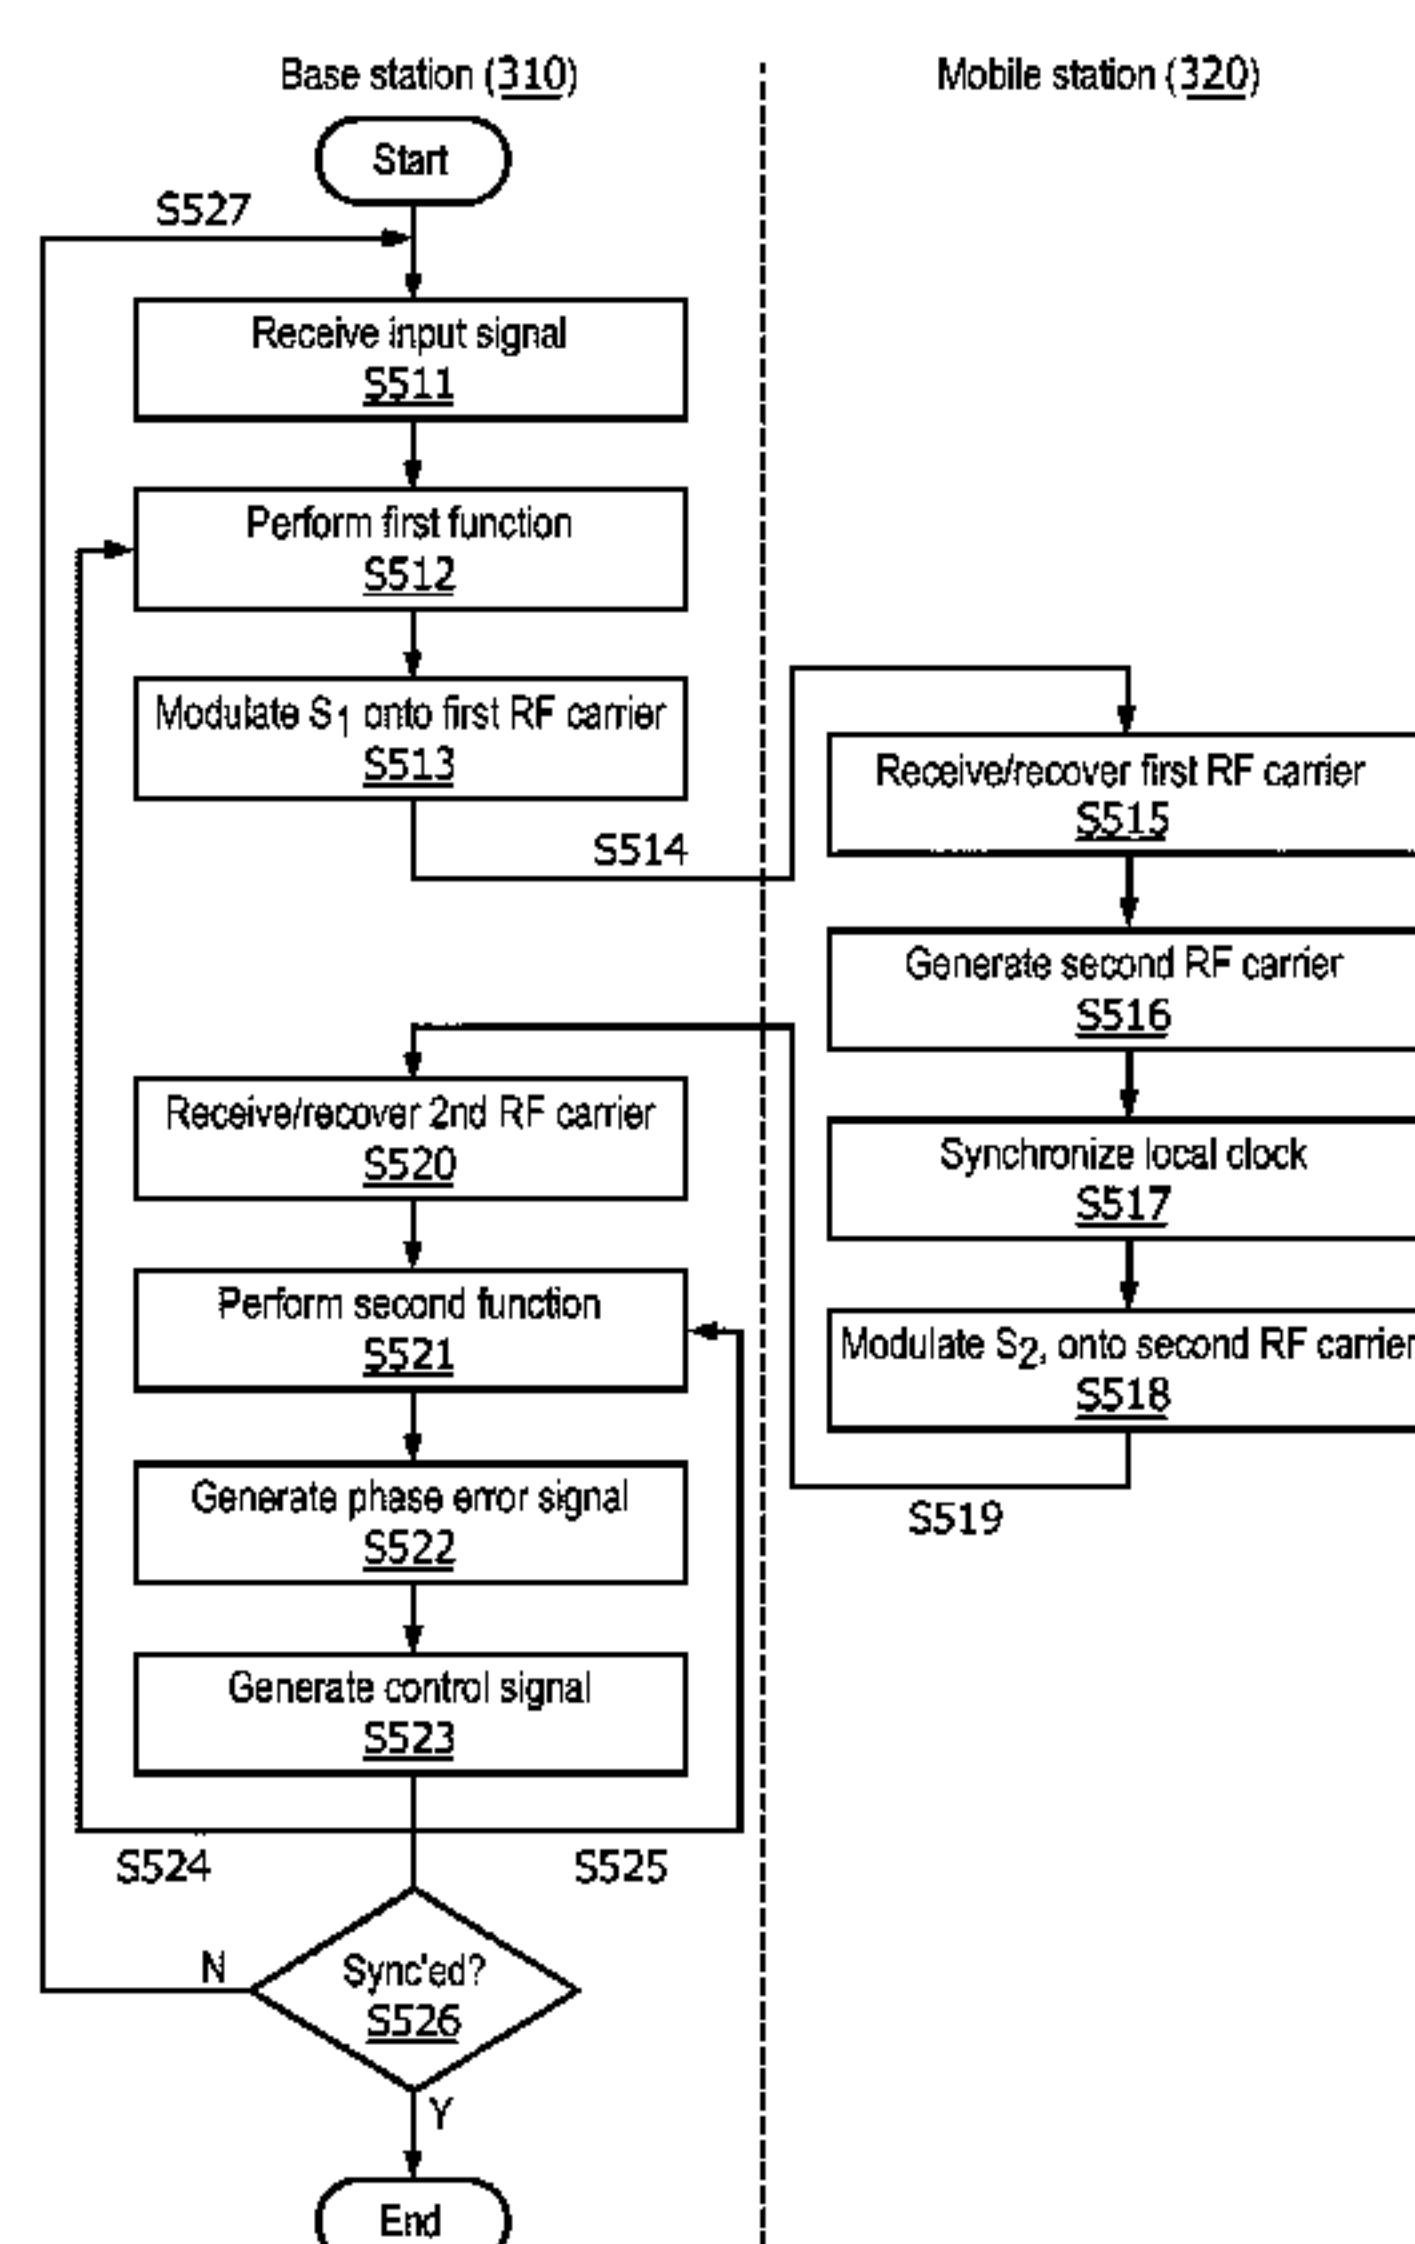 Base station (310)
Mobile station (320)
Start
S527
Receive input signal
S511
Perform first function
S512
Modulate S1 onto first RF carrier
S513
S514
Receive/recover first RF carrier
S515
Generate second RF carrier
S516
Synchronize local clock
S517
Modulate S2, onto second RF carrier
S518
S519
Receive/recover 2nd RF carrier
S520
Perform second function
S521
Generate phase error signal
S522
Generate control signal
S523
S524
S525
N
Sync'ed?
S526
Y
End